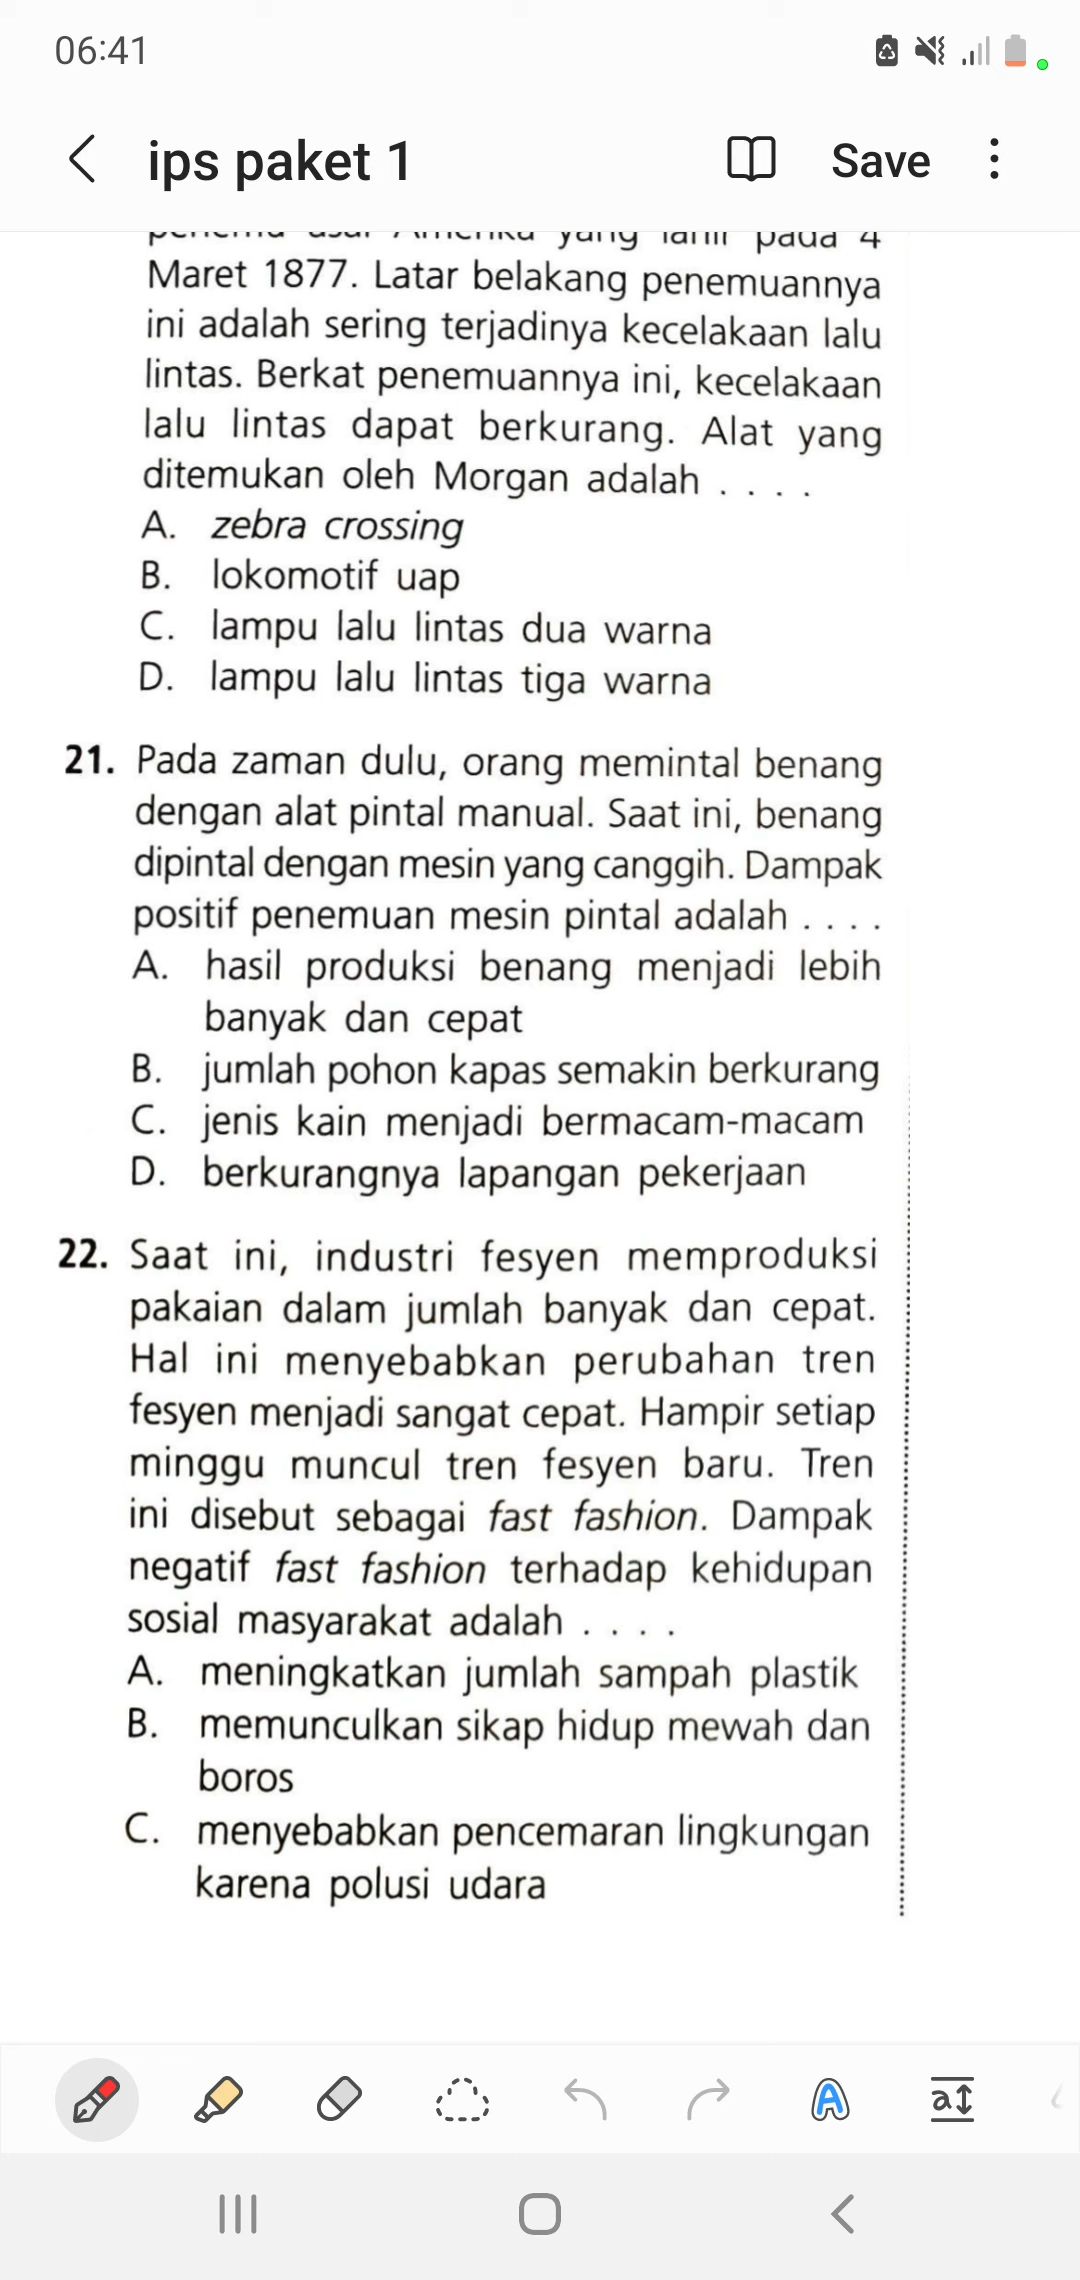 06:41
ips paket 1
Save
yang lahir pada 4
Maret 1877. Latar belakang penemuannya
ini adalah sering terjadinya kecelakaan lalu
lintas. Berkat penemuannya ini, kecelakaan
lalu lintas dapat berkurang. Alat yang
ditemukan oleh Morgan adalah . . . .
A. zebra crossing
B. lokomotif uap
C. lampu lalu lintas dua warna
D. lampu lalu lintas tiga warna
21. Pada zaman dulu, orang memintal benang
dengan alat pintal manual. Saat ini, benang
dipintal dengan mesin yang canggih. Dampak
positif penemuan mesin pintal adalah . . . .
A. hasil produksi benang menjadi lebih
banyak dan cepat
B. jumlah pohon kapas semakin berkurang
C. jenis kain menjadi bermacam-macam
D. berkurangnya lapangan pekerjaan
22. Saat ini, industri fesyen memproduksi
pakaian dalam jumlah banyak dan cepat.
Hal ini menyebabkan perubahan tren
fesyen menjadi sangat cepat. Hampir setiap
minggu muncul tren fesyen baru. Tren
ini disebut sebagai fast fashion. Dampak
negatif fast fashion terhadap kehidupan
sosial masyarakat adalah . . . .
A. meningkatkan jumlah sampah plastik
B. memunculkan sikap hidup mewah dan
boros
C. menyebabkan pencemaran lingkungan
karena polusi udara